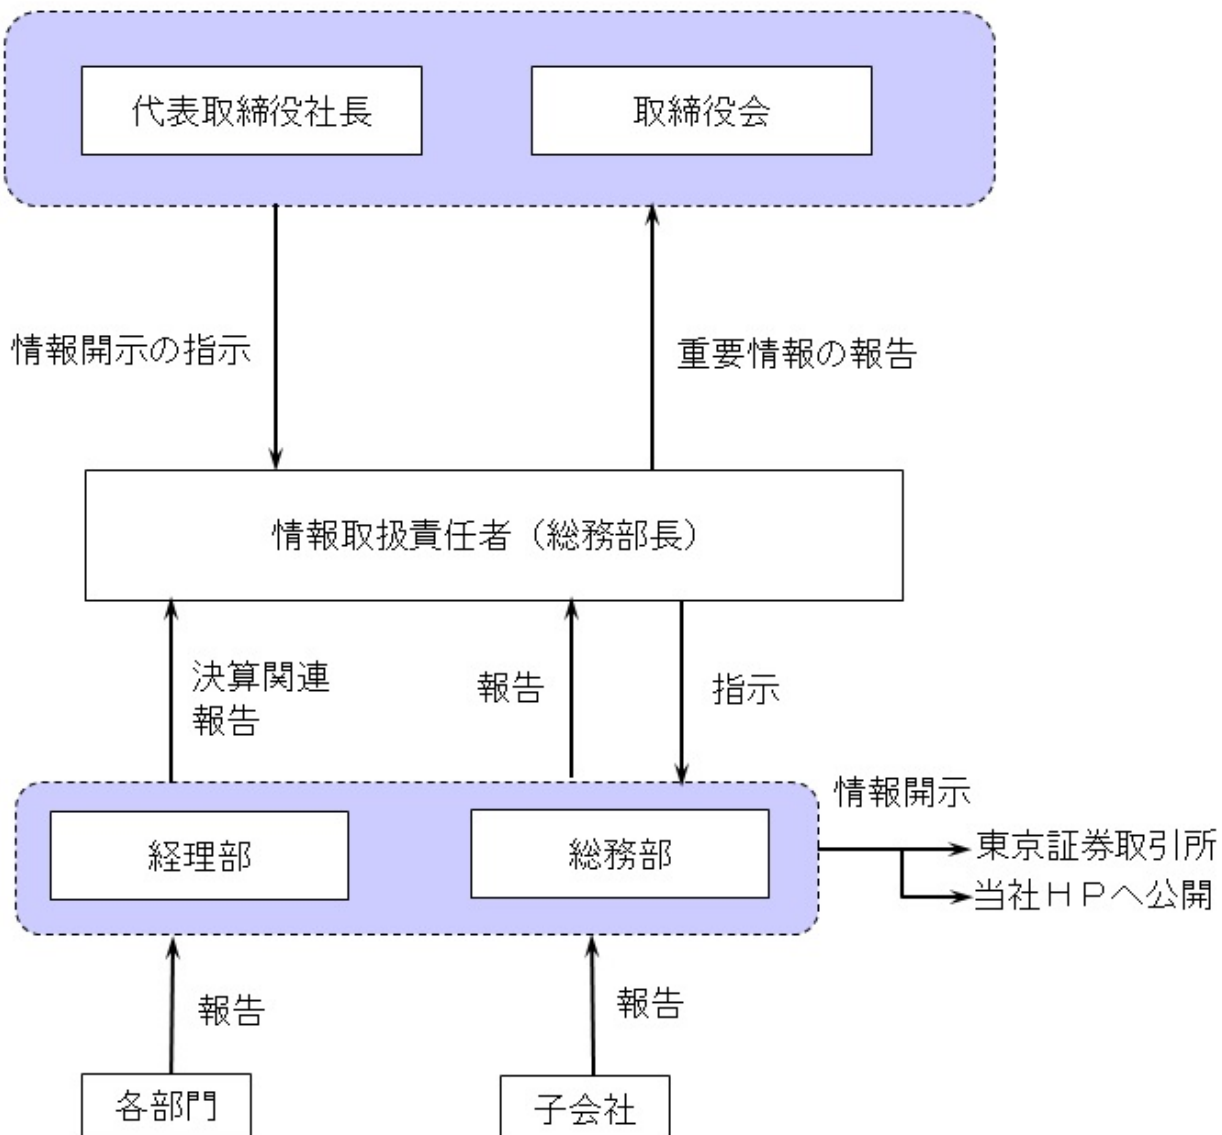 代表取締役社長
取締役会
情報開示の指示
重要情報の報告
情報取扱責任者（総務部長）
決算関連
報告
報告
指示
情報開示
経理部
総務部
東京証券取引所
当社ＨＰへ公開
報告
報告
各部門
子会社